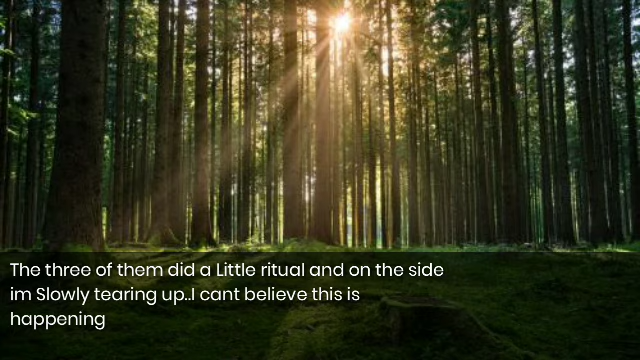 The three of them did a Little ritual and on the side
im Slowly tearing up..I cant believe this is
happening